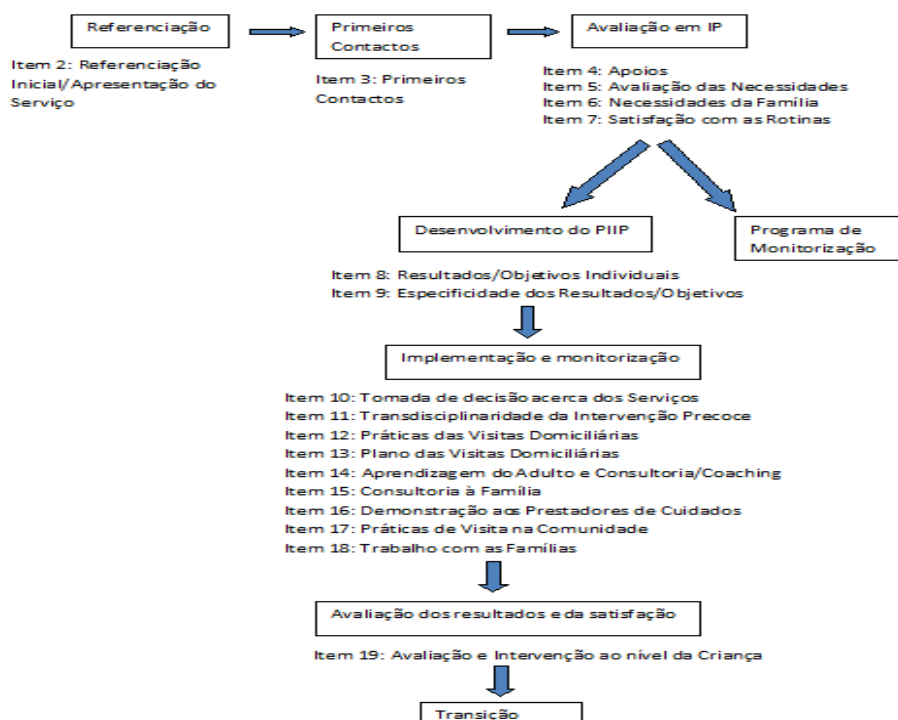 Referenciação
Item 2: Referenciação
Inicial/Apresentação do
Serviço
Primeiros
Contactos
Item 3: Primeiros
Contactos
Avaliação em IP
Item 4: Apoios
Item 5: Avaliação das Necessidades
Item 6: Necessidades da Família
Item 7: Satisfação com as Rotinas
Desenvolvimento do PIIP
Item 8: Resultados/Objetivos Individuais
Item 9: Especificidade dos Resultados/Objetivos
Programa de
Monitorização
Implementação e monitorização
Item 10: Tomada de decisão acerca dos Serviços
Item 11: Transdisciplinaridade da Intervenção Precoce
Item 12: Práticas das Visitas Domiciliárias
Item 13: Plano das Visitas Domiciliárias
Item 14: Aprendizagem do Adulto e Consultoria/Coaching
Item 15: Consultoria à Família
Item 16: Demonstração aos Prestadores de Cuidados
Item 17: Práticas de Visita na Comunidade
Item 18: Trabalho com as Famílias
Avaliação dos resultados e da satisfação
Item 19: Avaliação e Intervenção ao nível da Criança
Transição